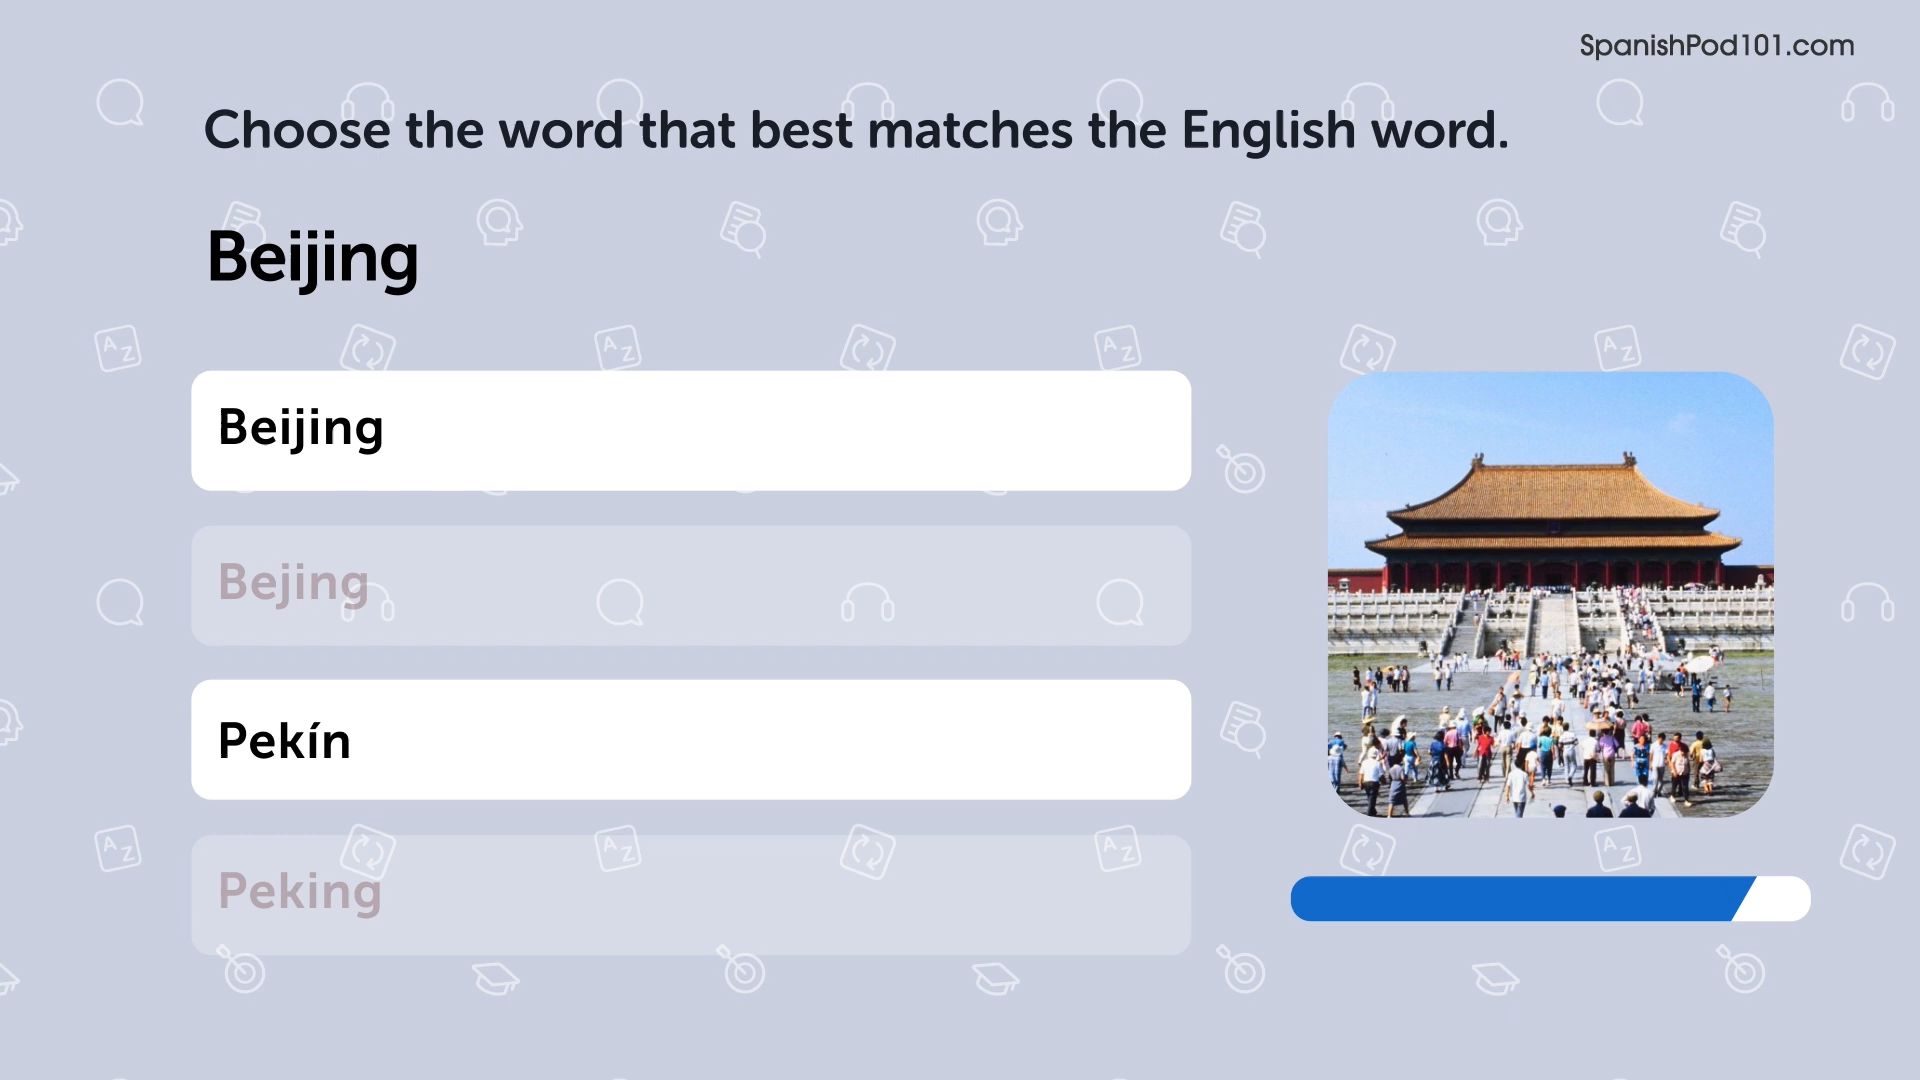 SpanishPod101.com
Choose the word that best matches the English word.
Beijing
Beijing
Bejing
Pekín
Peking